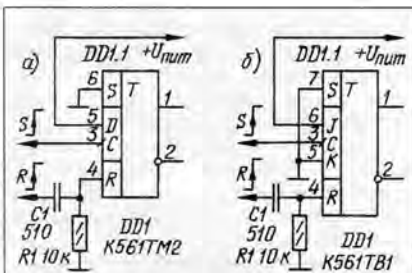 а) DD1.1 +Uпит
6 S T
5 D
S 3 C
R 4 R
1
2
C1
510
R1 10 к
DD1
К561ТМ2
б) DD1.1 +Uпит
7 S T
6 J
S 3 C
5 K
R 4 R
1
2
C1
510
R1 10 к
DD1
К561ТВ1